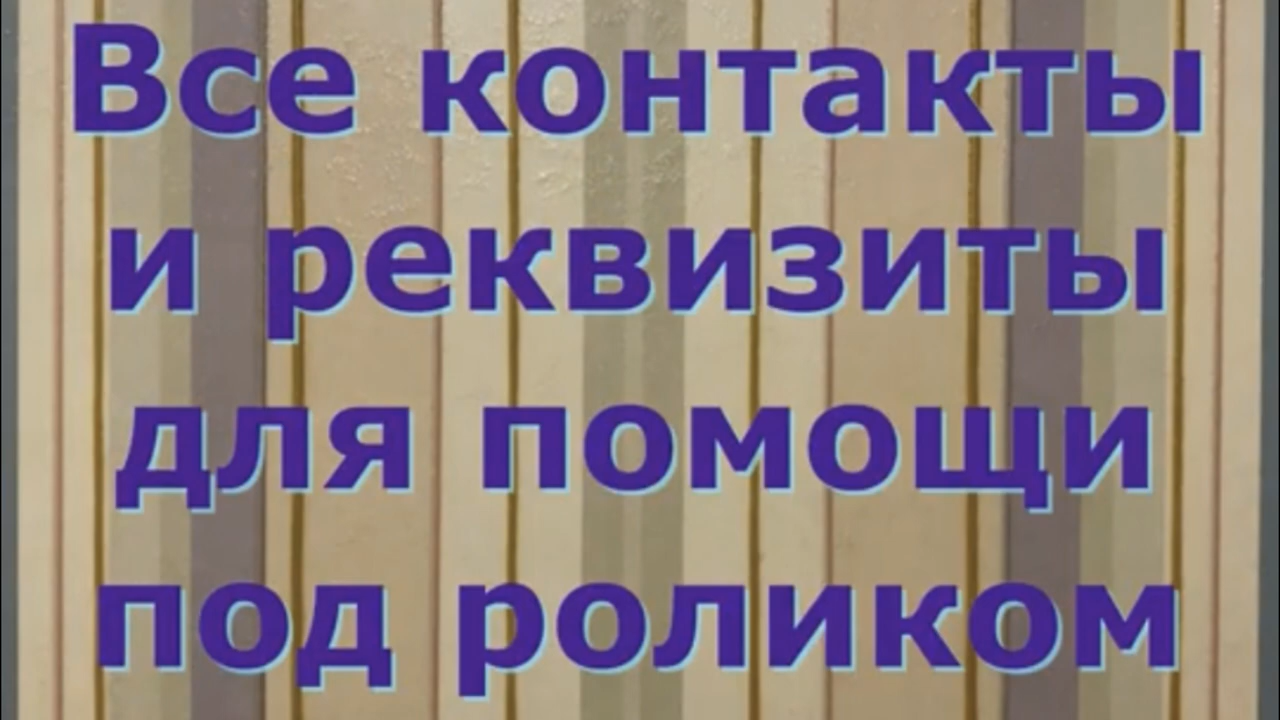 Все контакты
и реквизиты
для помощи
под роликом